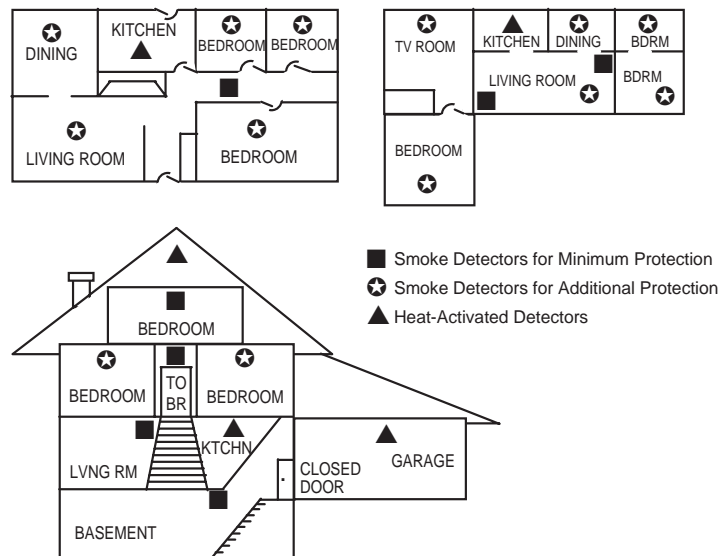 DINING
KITCHEN
BEDROOM
BEDROOM
LIVING ROOM
BEDROOM
TV ROOM
KITCHEN
DINING
BDRM
LIVING ROOM
BDRM
BEDROOM
Smoke Detectors for Minimum Protection
Smoke Detectors for Additional Protection
Heat-Activated Detectors
BEDROOM
BEDROOM
TO
BR
BEDROOM
LVNG RM
KTCHN
CLOSED
DOOR
GARAGE
BASEMENT